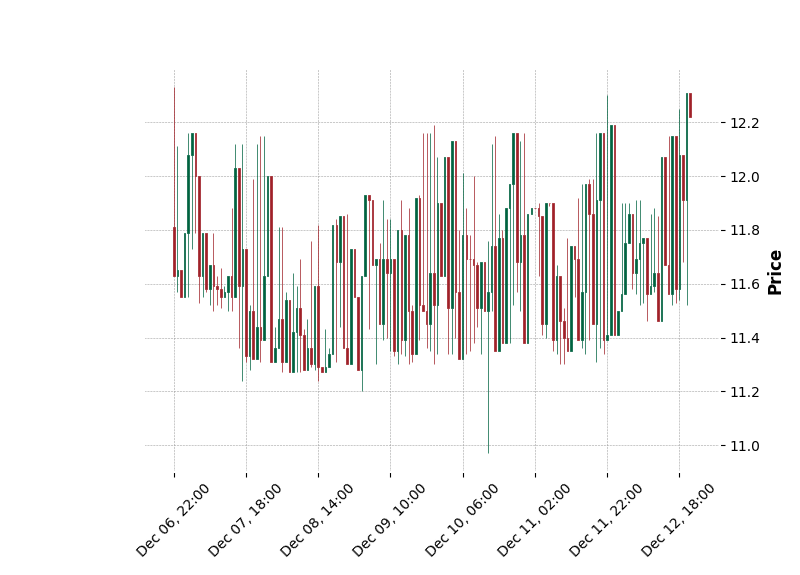 12.2
12.0
11.8
11.6
11.4
11.2
11.0
Price
Dec 06, 22:00
Dec 07, 18:00
Dec 08, 14:00
Dec 09, 10:00
Dec 10, 06:00
Dec 11, 02:00
Dec 11, 22:00
Dec 12, 18:00